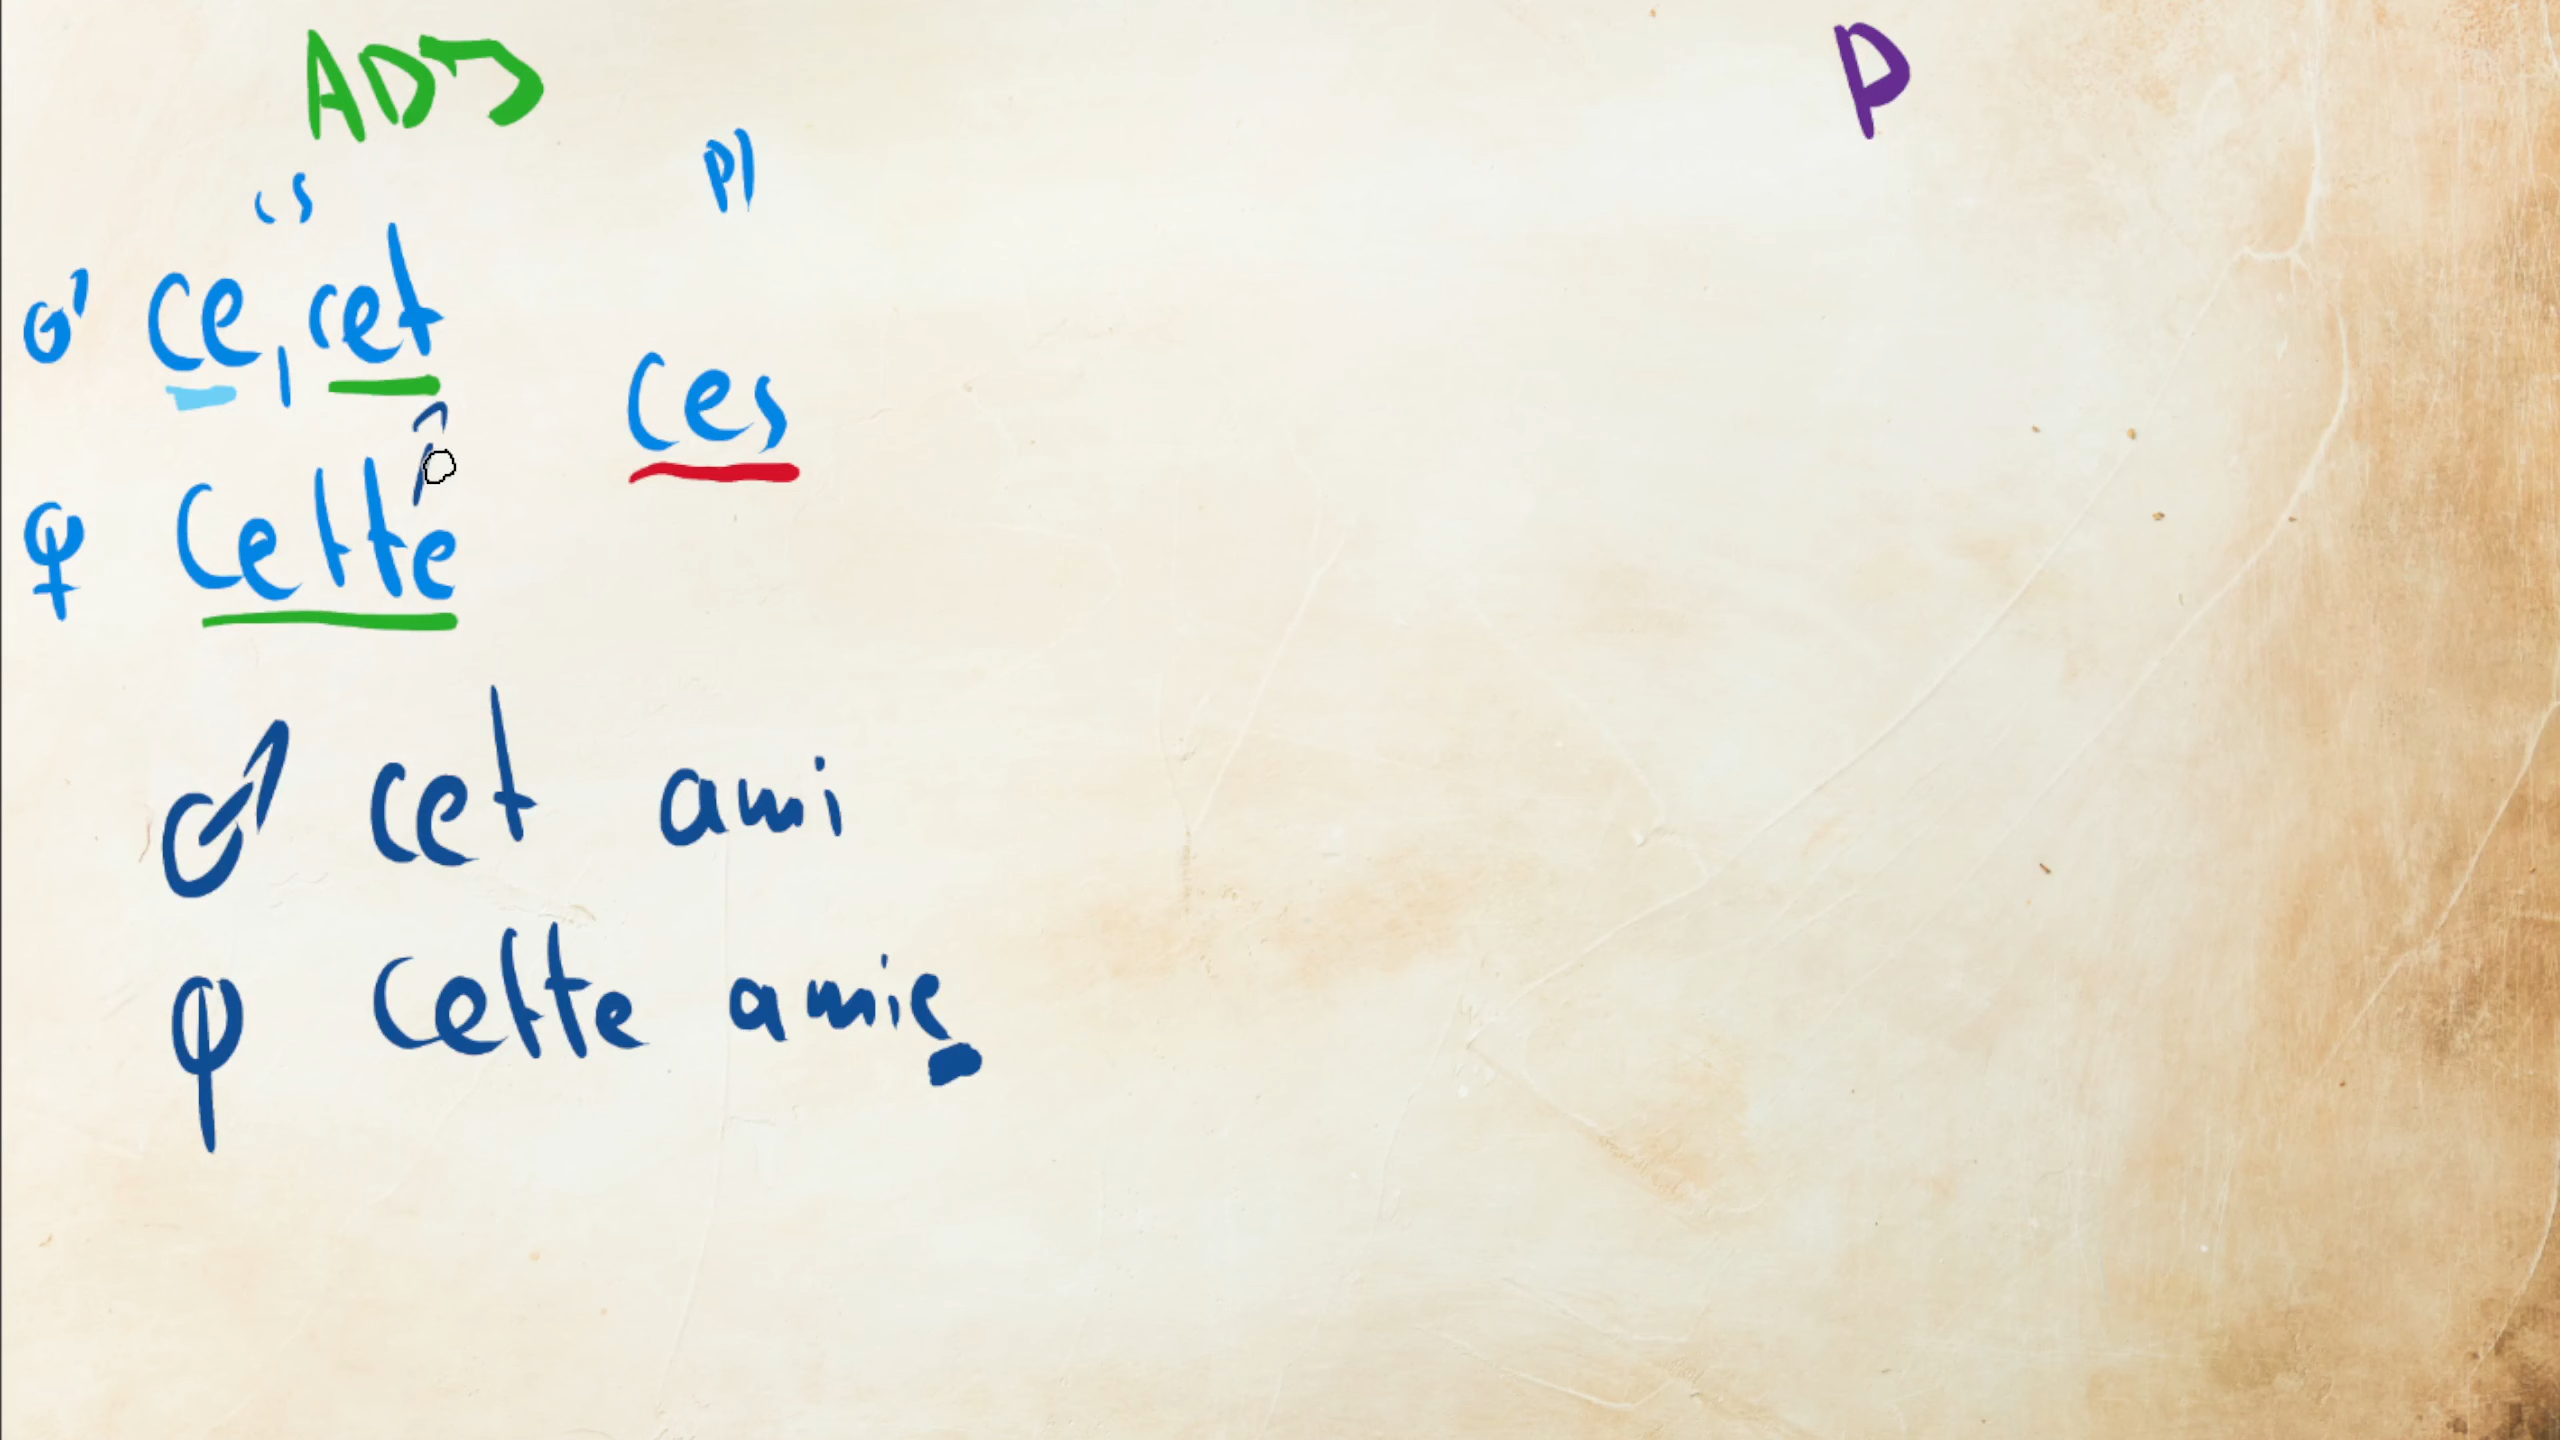 ADJ P
s pl
♂ ce, cet
ces
♀ cette
♂ cet ami
♀ cette amie